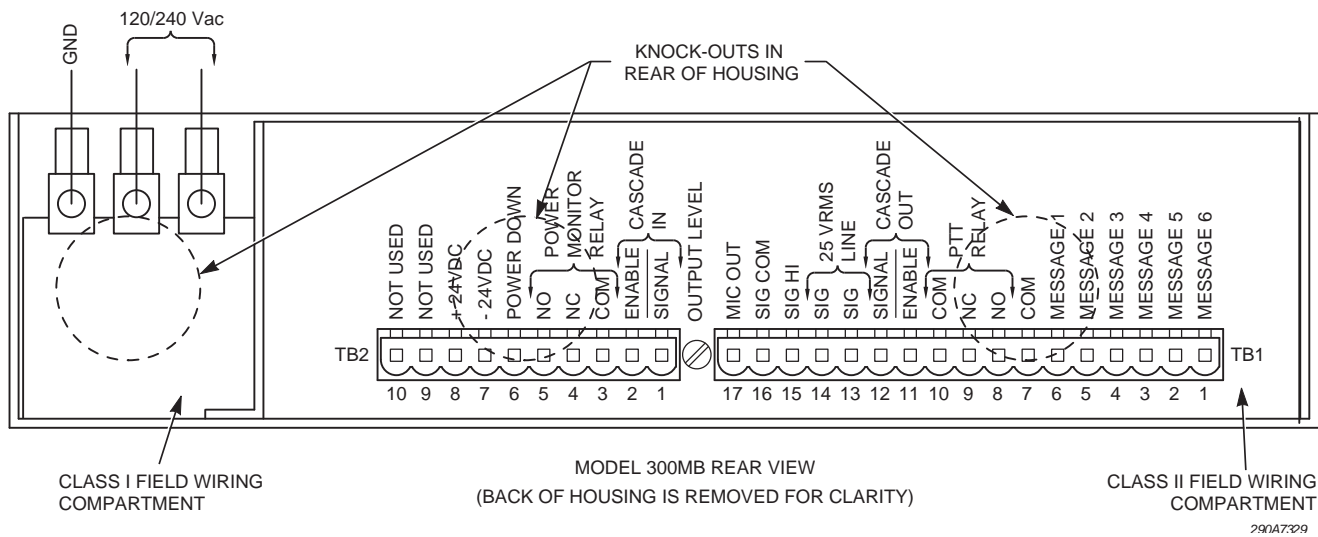 120/240 Vac
GND
KNOCK-OUTS IN
REAR OF HOUSING
NOT USED
NOT USED
+24VDC
-24VDC
POWER DOWN
NO
NC
COM
POWER
MONITOR
RELAY
ENABLE
SIGNAL
CASCADE
IN
OUTPUT LEVEL
MIC OUT
SIG COM
SIG HI
SIG
SIG
25 VRMS
LINE
SIGNAL
ENABLE
CASCADE
OUT
COM
NC
NO
PTT
RELAY
COM
MESSAGE 1
MESSAGE 2
MESSAGE 3
MESSAGE 4
MESSAGE 5
MESSAGE 6
TB2
TB1
10 9 8 7 6 5 4 3 2 1
17 16 15 14 13 12 11 10 9 8 7 6 5 4 3 2 1
CLASS I FIELD WIRING
COMPARTMENT
MODEL 300MB REAR VIEW
(BACK OF HOUSING IS REMOVED FOR CLARITY)
CLASS II FIELD WIRING
COMPARTMENT
290A7329